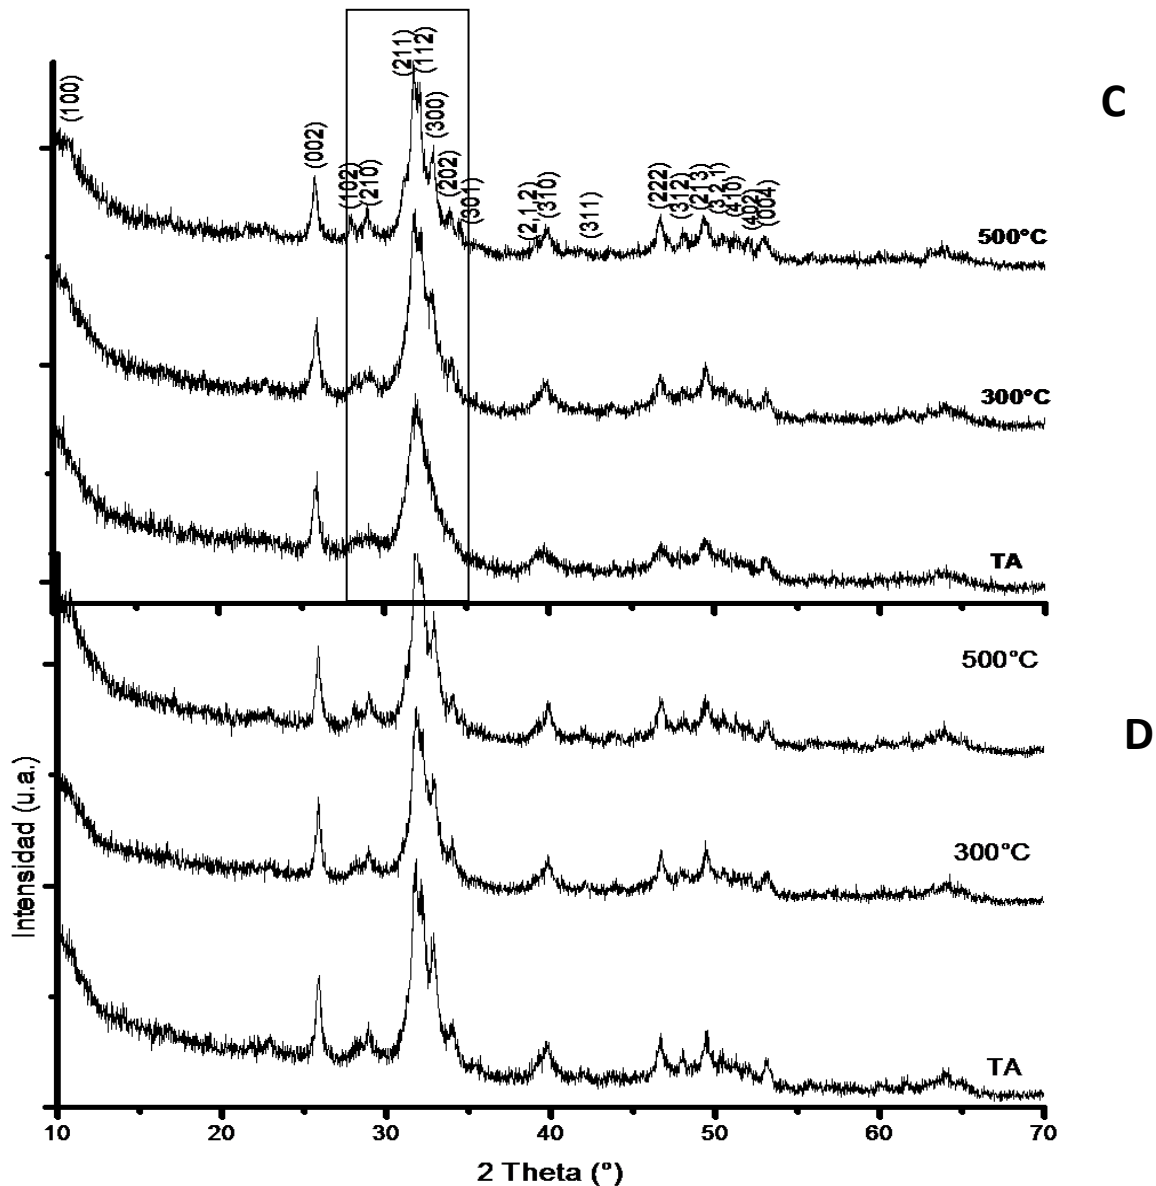 (100)
(002)
(102)
(210)
(211)
(112)
(300)
(202)
(301)
(2,1,2)
(310)
(311)
(222)
(312)
(213)
(3,2,1)
(410)
(402)
(004)
C
500°C
300°C
TA
500°C
D
300°C
TA
Intensidad (u.a.)
10 20 30 40 50 60 70
2 Theta (°)